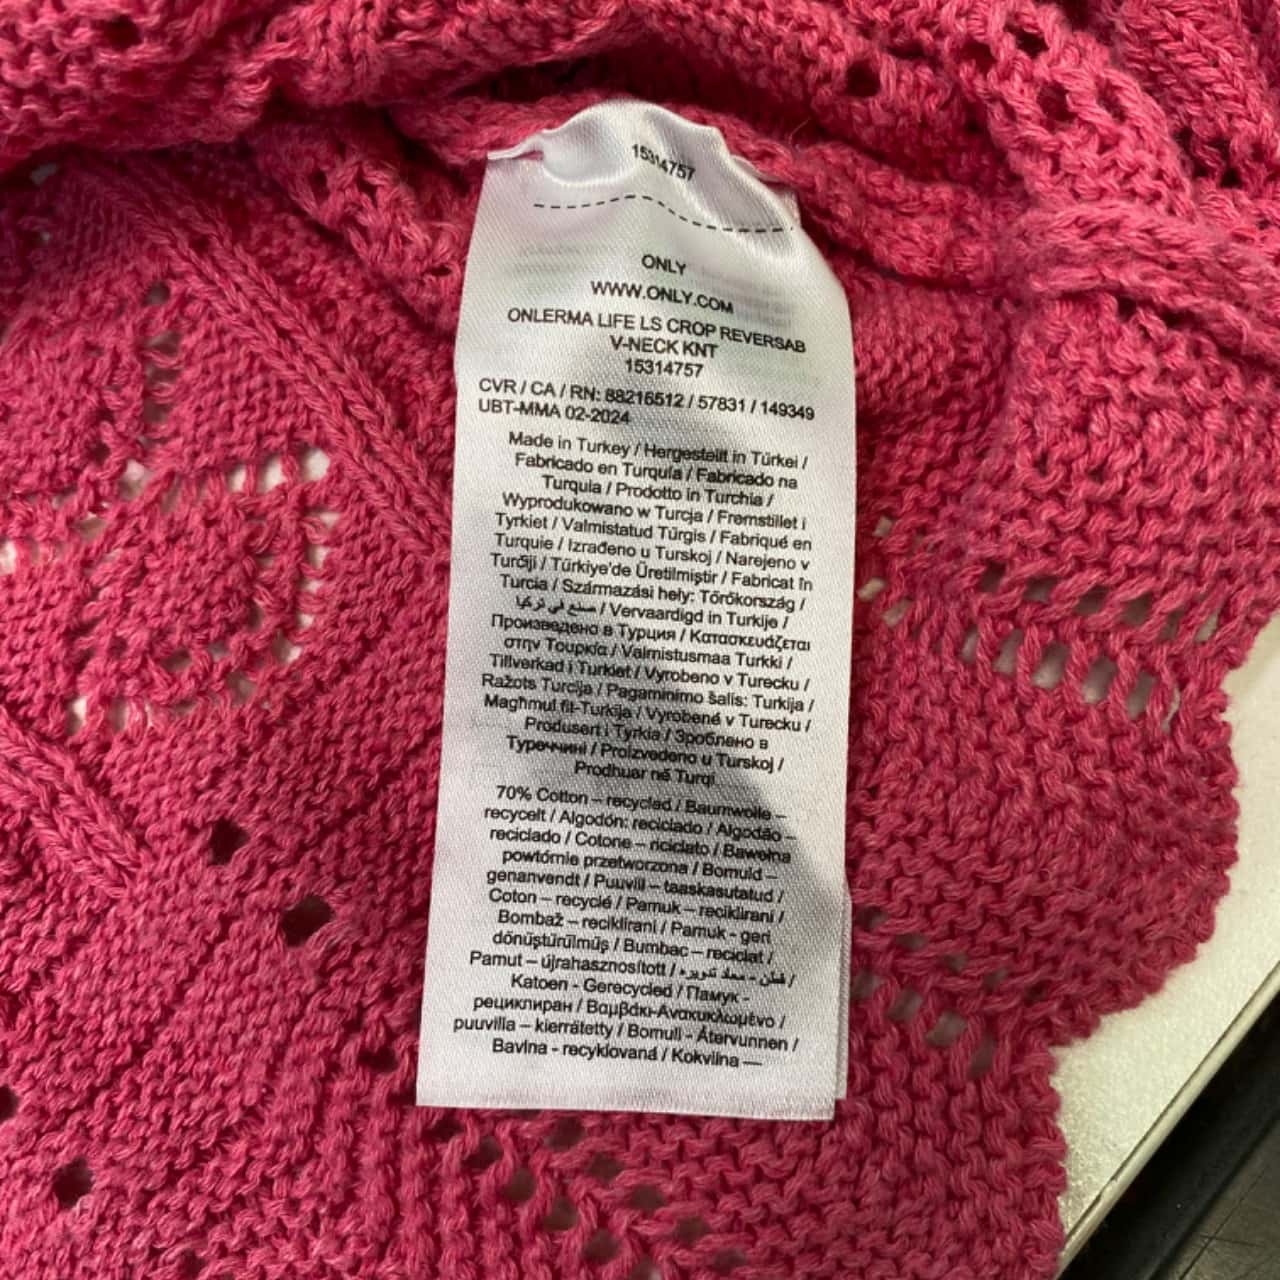 15314757
ONLY
WWW.ONLY.COM
ONLERMA LIFE LS CROP REVERSAB
V-NECK KNT
15314757
CVR / CA / RN: 88216512 / 57831 / 149349
UBT-MMA 02-2024
Made in Turkey / Hergestellt in Türkei /
Fabricado en Turquía / Fabricado na
Turquia / Prodotto in Turchia /
Wyprodukowano w Turcja / Fremstillet i
Tyrkiet / Valmistatud Türgis / Fabriqué en
Turquie / Izrađeno u Turskoj / Narejeno v
Turčiji / Türkiye'de Üretilmiştir / Fabricat în
Turcia / Származási hely: Törökország /
صنع في تركيا / Vervaardigd in Turkije /
Произведено в Турция / Κατασκευάζεται
στην Τουρκία / Valmistusmaa Turkki /
Tillverkad i Turkiet / Vyrobeno v Turecku /
Ražots Turcija / Pagaminimo šalis: Turkija /
Magħmul fit-Turkija / Vyrobené v Turecku /
Produsert i Tyrkia / Зроблено в
Туреччині / Proizvedeno u Turskoj /
Prodhuar në Turqi
70% Cotton – recycled / Baumwolle –
recycelt / Algodón: reciclado / Algodão –
reciclado / Cotone – riciclato / Bawełna
powtórnie przetworzona / Bomuld –
genanvendt / Puuvill – taaskasutatud /
Coton – recyclé / Pamuk – reciklirani /
Bombaž – reciklirani / Pamuk - geri
dönüştürülmüş / Bumbac – reciclat /
Pamut – újrahasznosított / قطن - معاد تدويره /
Katoen - Gerecycled / Памук -
рециклиран / Βαμβάκι-Ανακυκλωμένο /
puuvilla – kierrätetty / Bomull - Återvunnen /
Bavlna - recyklovaná / Kokvilna —